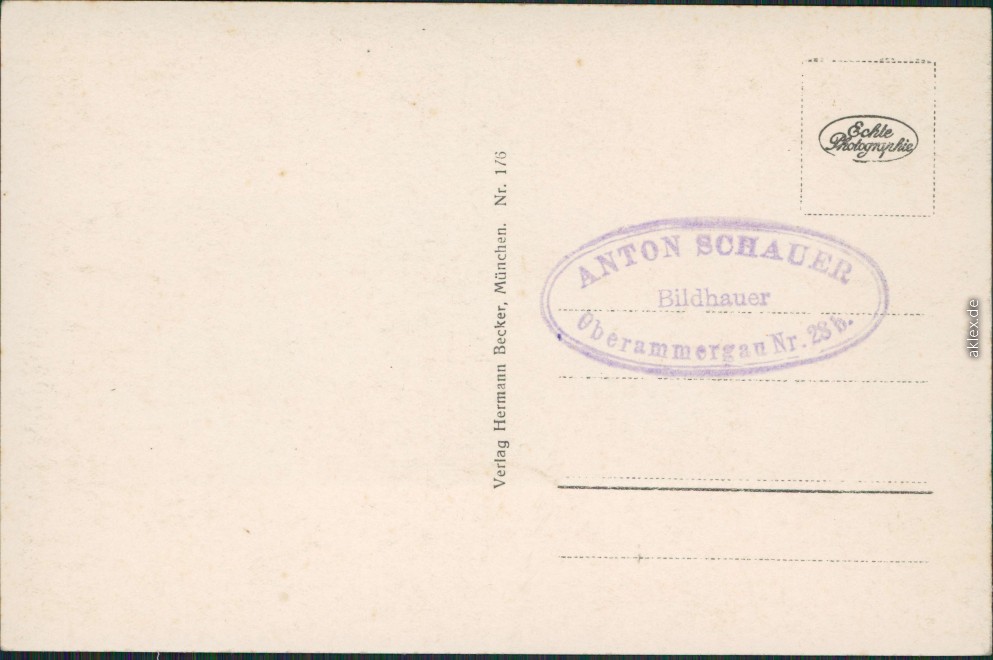 Verlag Hermann Becker, München. Nr. 176
Echte
Photographie
ANTON SCHAUER
Bildhauer
Oberammergau Nr. 28 b.
aklex.de